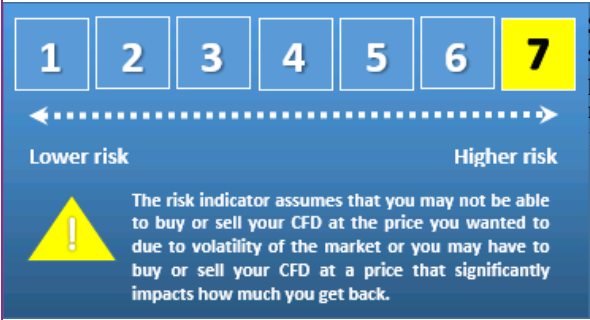 1 2 3 4 5 6 7
Lower risk Higher risk
!
The risk indicator assumes that you may not be able
to buy or sell your CFD at the price you wanted to
due to volatility of the market or you may have to
buy or sell your CFD at a price that significantly
impacts how much you get back.